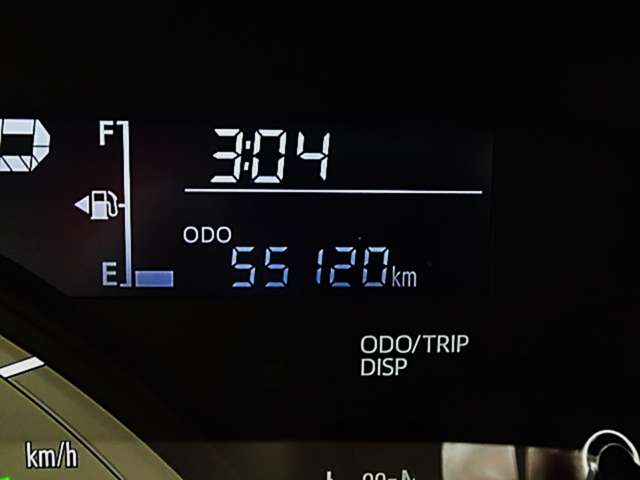 F
3:04
ODO
55120km
E
ODO/TRIP
DISP
km/h